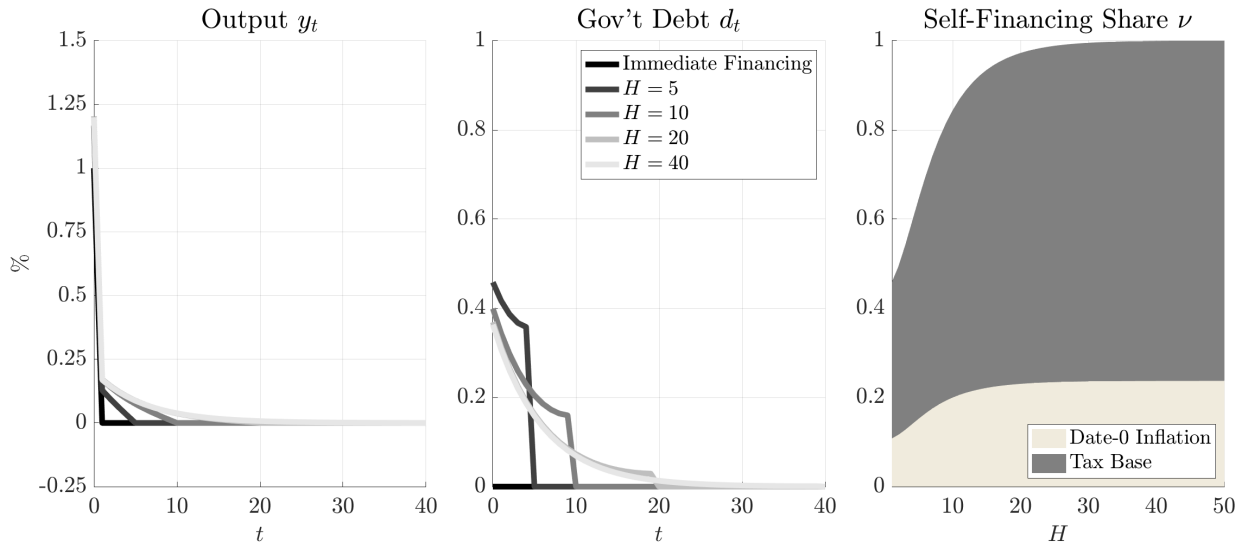 Output y_t
1.5
1.25
1
0.75
0.5
0.25
0
-0.25
%
0 10 20 30 40
t
Gov't Debt d_t
1
0.8
0.6
0.4
0.2
0
Immediate Financing
H = 5
H = 10
H = 20
H = 40
0 10 20 30 40
t
Self-Financing Share ν
1
0.8
0.6
0.4
0.2
0
Date-0 Inflation
Tax Base
10 20 30 40 50
H